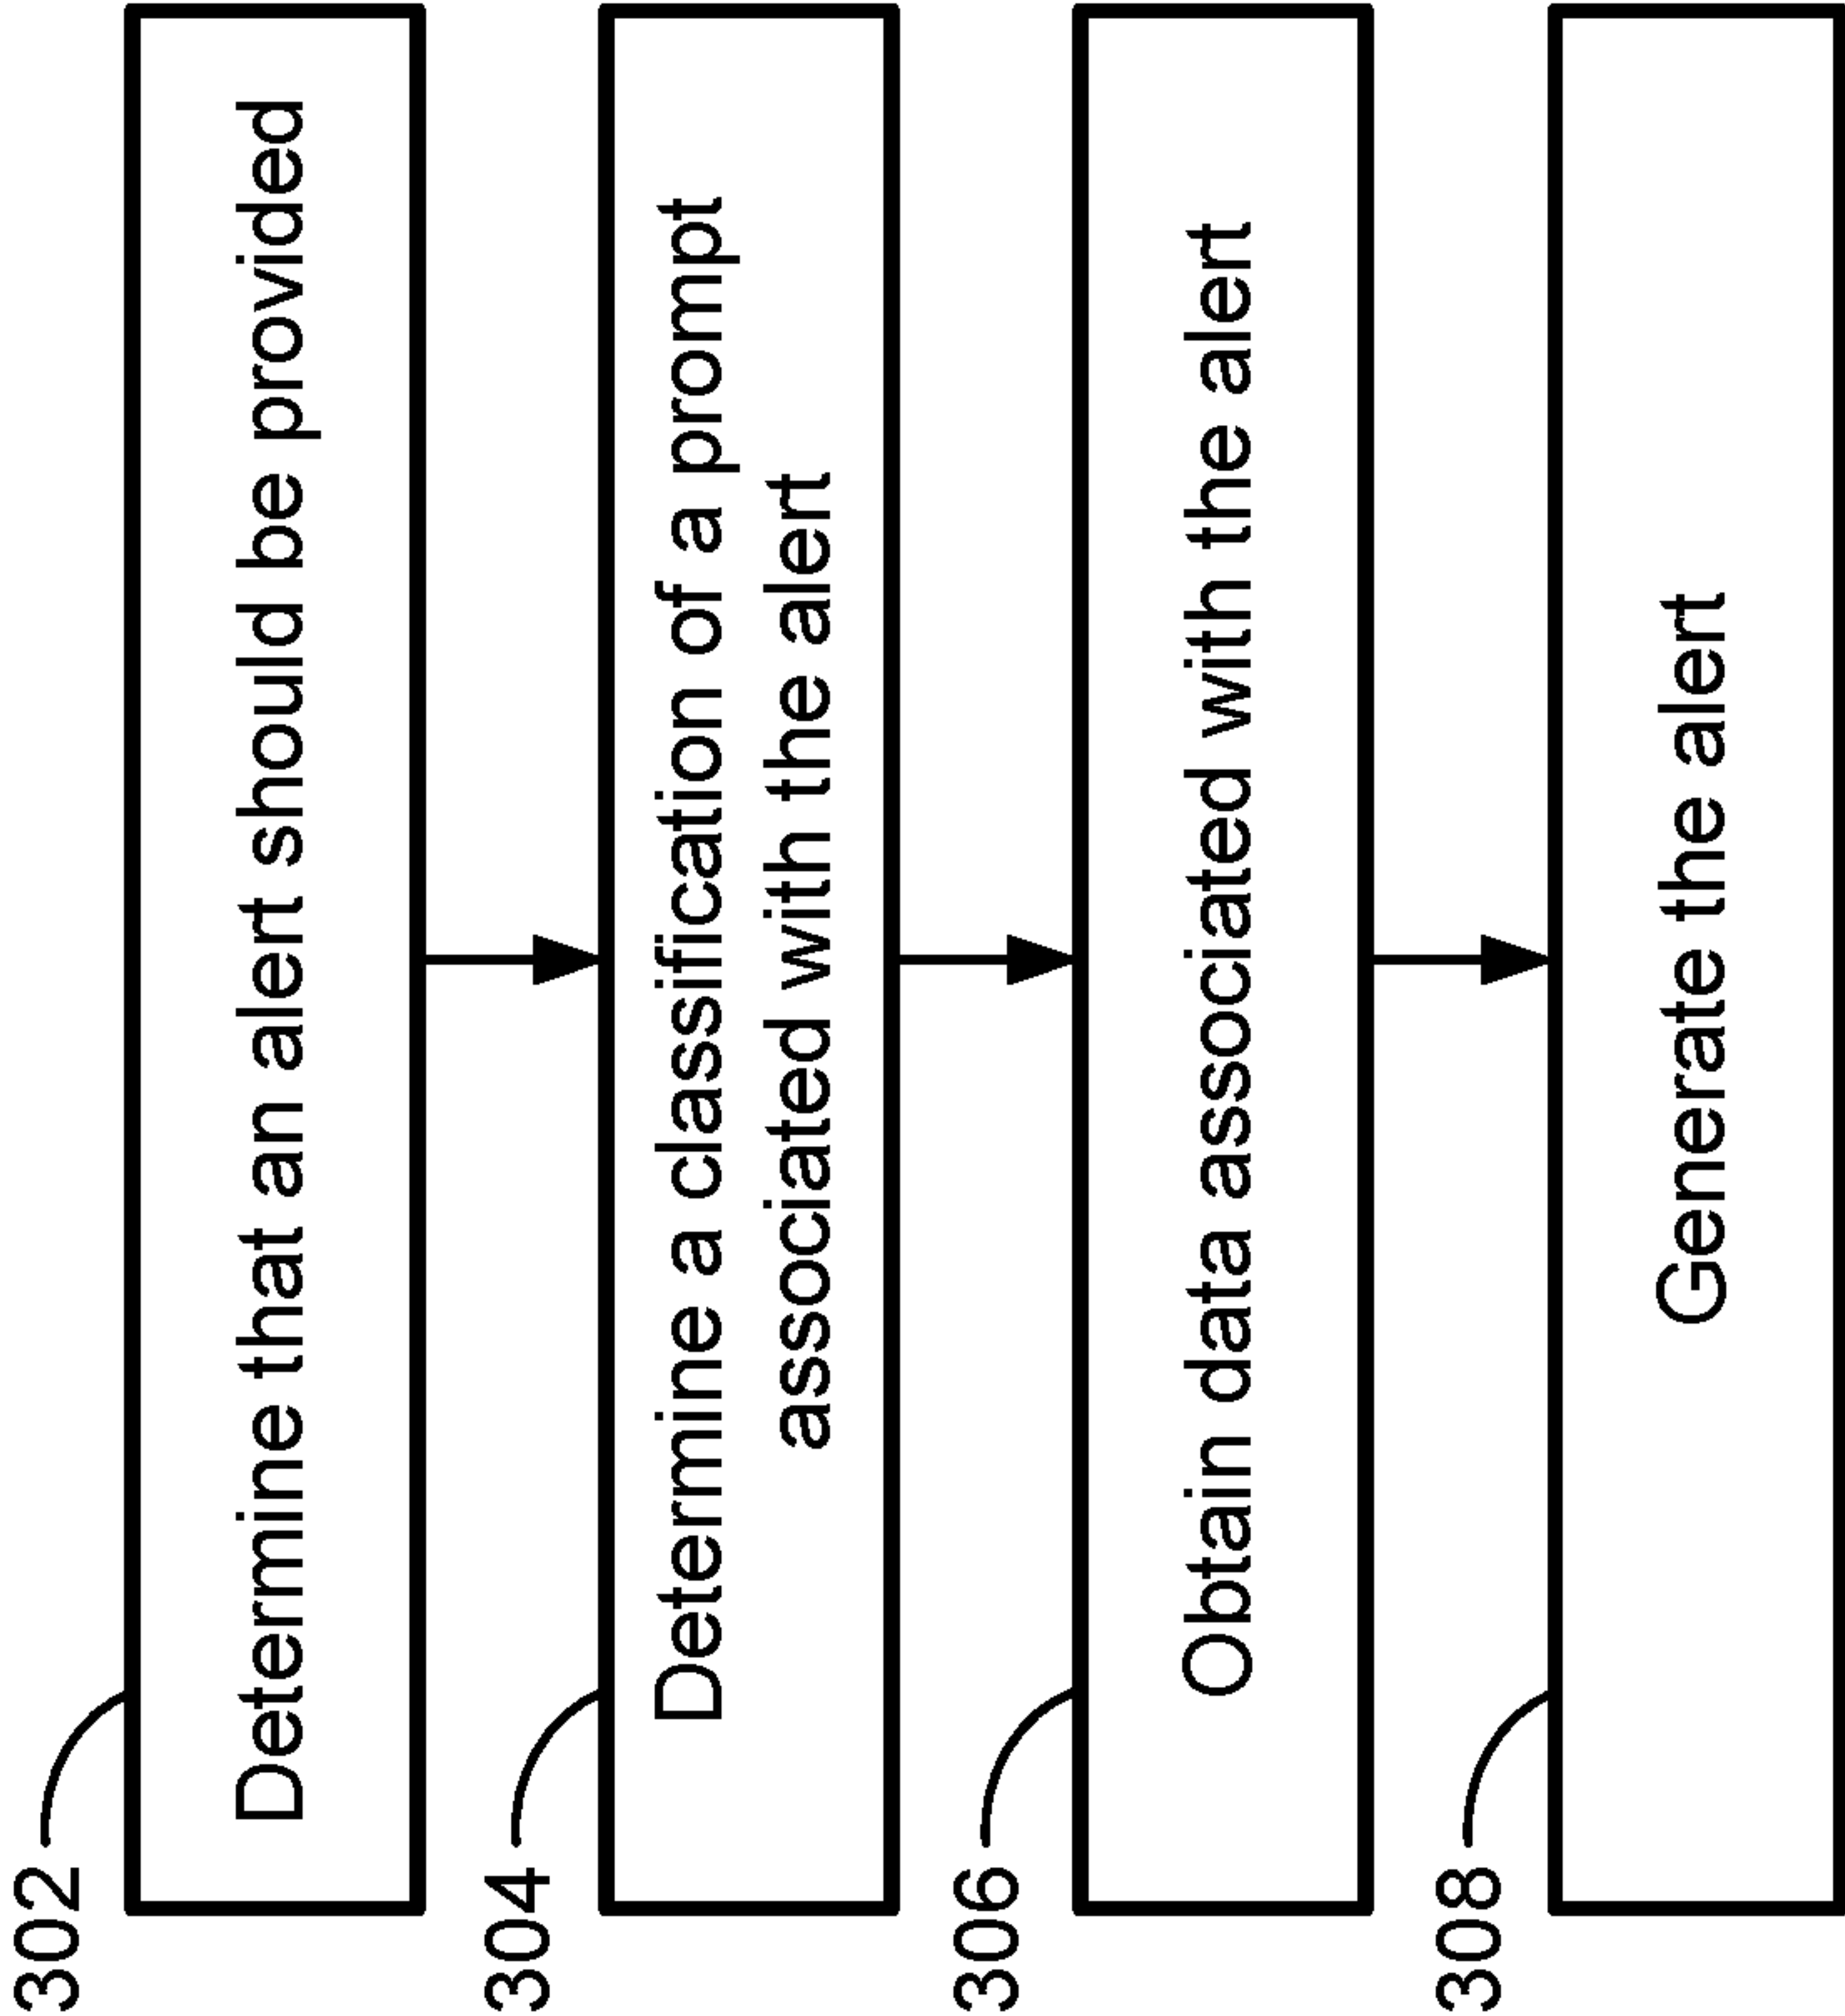 302
Determine that an alert should be provided
304
Determine a classification of a prompt
associated with the alert
306
Obtain data associated with the alert
308
Generate the alert